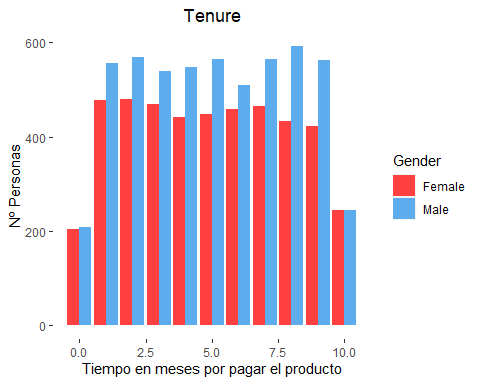 Tenure
600
400
200
0
Nº Personas
0.0 2.5 5.0 7.5 10.0
Tiempo en meses por pagar el producto
Gender
Female
Male